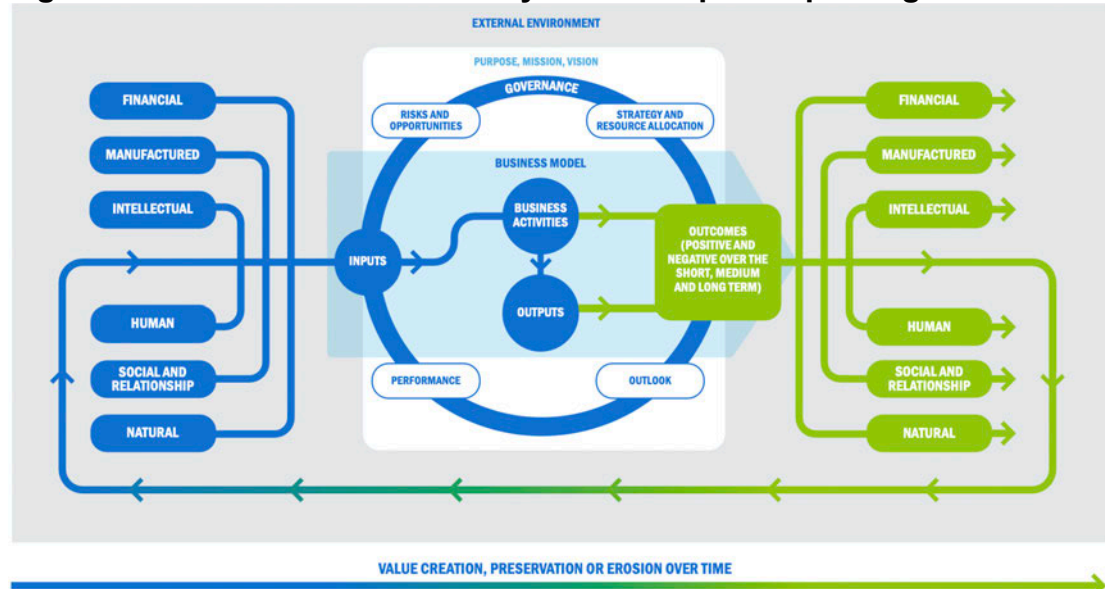 EXTERNAL ENVIRONMENT
PURPOSE, MISSION, VISION
GOVERNANCE
RISKS AND
OPPORTUNITIES
STRATEGY AND
RESOURCE ALLOCATION
BUSINESS MODEL
FINANCIAL
MANUFACTURED
INTELLECTUAL
HUMAN
SOCIAL AND
RELATIONSHIP
NATURAL
INPUTS
BUSINESS
ACTIVITIES
OUTPUTS
OUTCOMES
(POSITIVE AND
NEGATIVE OVER THE
SHORT, MEDIUM
AND LONG TERM)
PERFORMANCE
OUTLOOK
FINANCIAL
MANUFACTURED
INTELLECTUAL
HUMAN
SOCIAL AND
RELATIONSHIP
NATURAL
VALUE CREATION, PRESERVATION OR EROSION OVER TIME